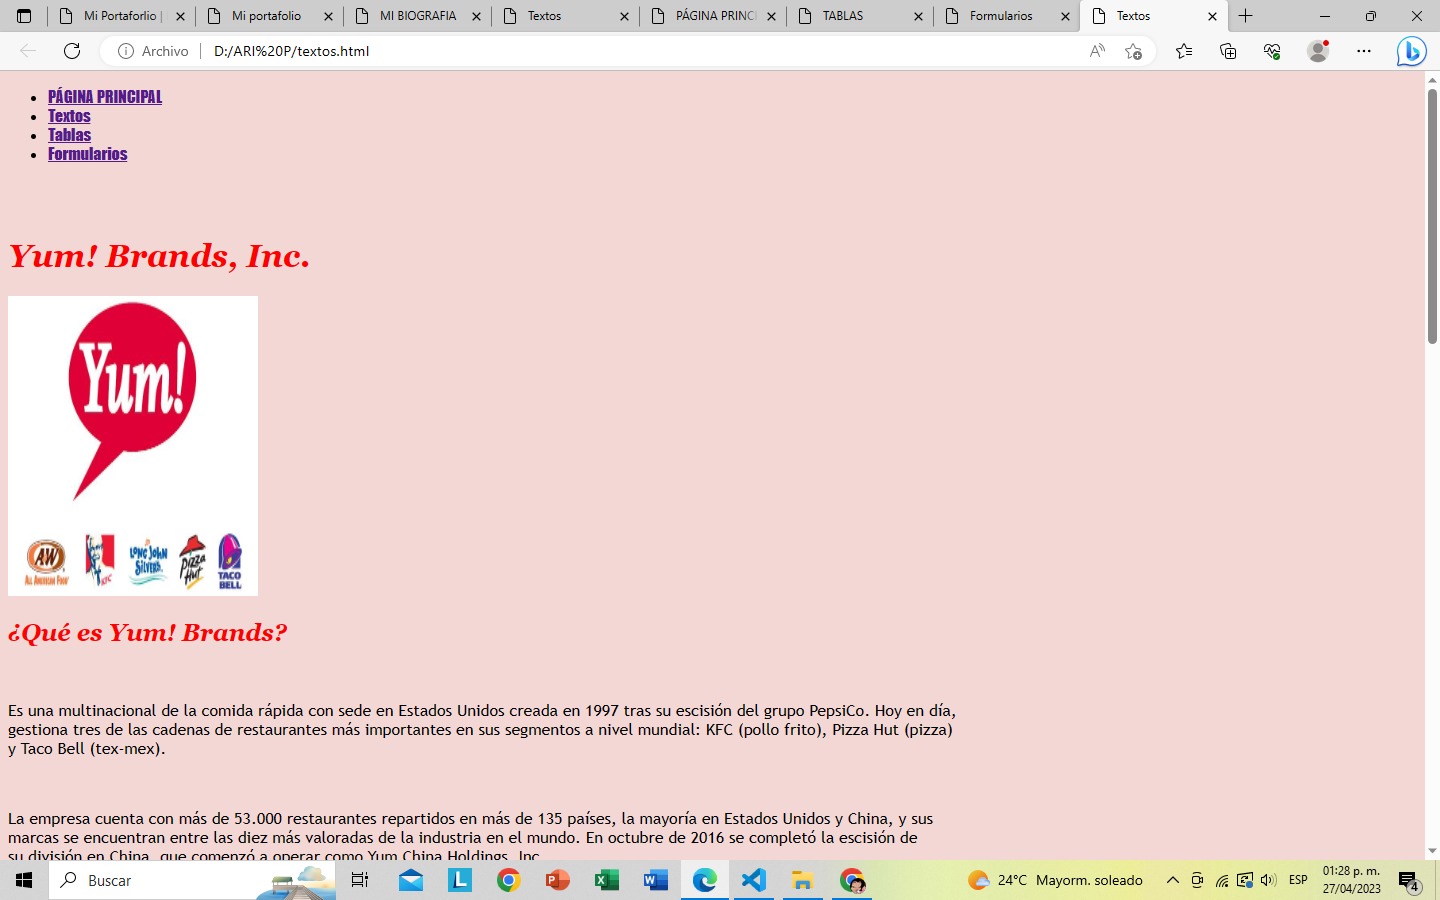 Mi Portaforlio |
Mi portafolio
MI BIOGRAFIA
Textos
PÁGINA PRINC
TABLAS
Formularios
Textos
Archivo
D:/ARI%20P/textos.html
PÁGINA PRINCIPAL
Textos
Tablas
Formularios
Yum! Brands, Inc.
Yum!
AW
ALL AMERICAN FOOD
KFC
LONG JOHN
SILVER'S
Pizza
Hut
TACO
BELL
¿Qué es Yum! Brands?
Es una multinacional de la comida rápida con sede en Estados Unidos creada en 1997 tras su escisión del grupo PepsiCo. Hoy en día,
gestiona tres de las cadenas de restaurantes más importantes en sus segmentos a nivel mundial: KFC (pollo frito), Pizza Hut (pizza)
y Taco Bell (tex-mex).
La empresa cuenta con más de 53.000 restaurantes repartidos en más de 135 países, la mayoría en Estados Unidos y China, y sus
marcas se encuentran entre las diez más valoradas de la industria en el mundo. En octubre de 2016 se completó la escisión de
su división en China, que comenzó a operar como Yum China Holdings, Inc.
Buscar
24°C Mayorm. soleado
ESP
01:28 p. m.
27/04/2023
4